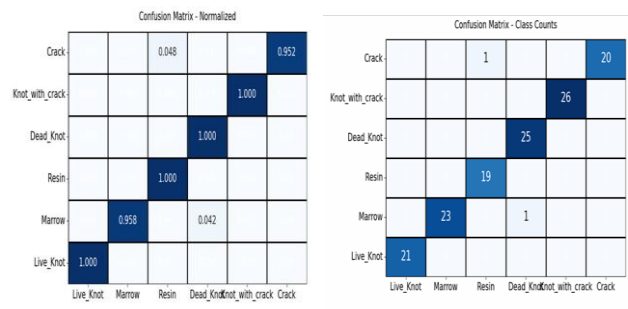 Confusion Matrix - Normalized
Crack 0.048 0.952
Knot_with_crack 1.000
Dead_Knot 1.000
Resin 1.000
Marrow 0.958 0.042
Live_Knot 1.000
Live_Knot Marrow Resin Dead_Knot Knot_with_crack Crack
Confusion Matrix - Class Counts
Crack 1 20
Knot_with_crack 26
Dead_Knot 25
Resin 19
Marrow 23 1
Live_Knot 21
Live_Knot Marrow Resin Dead_Knot Knot_with_crack Crack